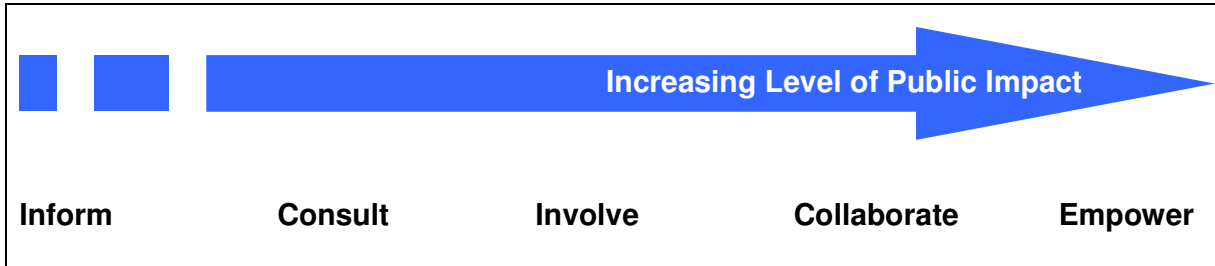 Increasing Level of Public Impact
Inform Consult Involve Collaborate Empower